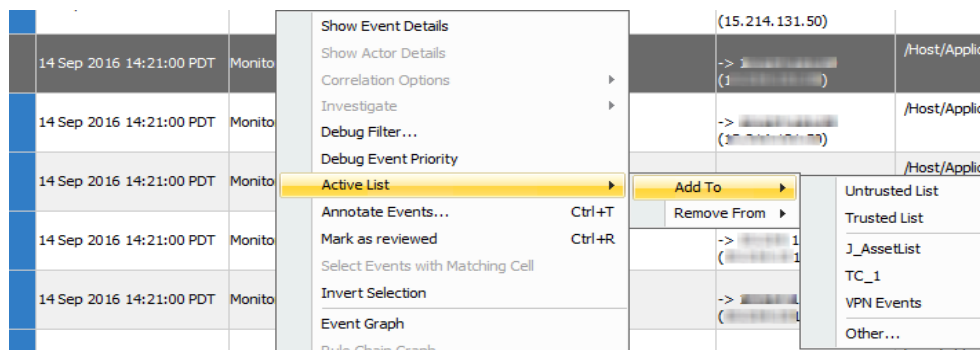 (15.214.131.50)
Show Event Details
Show Actor Details
Correlation Options
Investigate
Debug Filter...
Debug Event Priority
Active List
Annotate Events... Ctrl+T
Mark as reviewed Ctrl+R
Select Events with Matching Cell
Invert Selection
Event Graph
Add To
Remove From
Untrusted List
Trusted List
J_AssetList
TC_1
VPN Events
Other...
14 Sep 2016 14:21:00 PDT Monito -> /Host/Applic
14 Sep 2016 14:21:00 PDT Monito -> /Host/Applic
14 Sep 2016 14:21:00 PDT Monito /Host/Applic
14 Sep 2016 14:21:00 PDT Monito ->
14 Sep 2016 14:21:00 PDT Monito ->